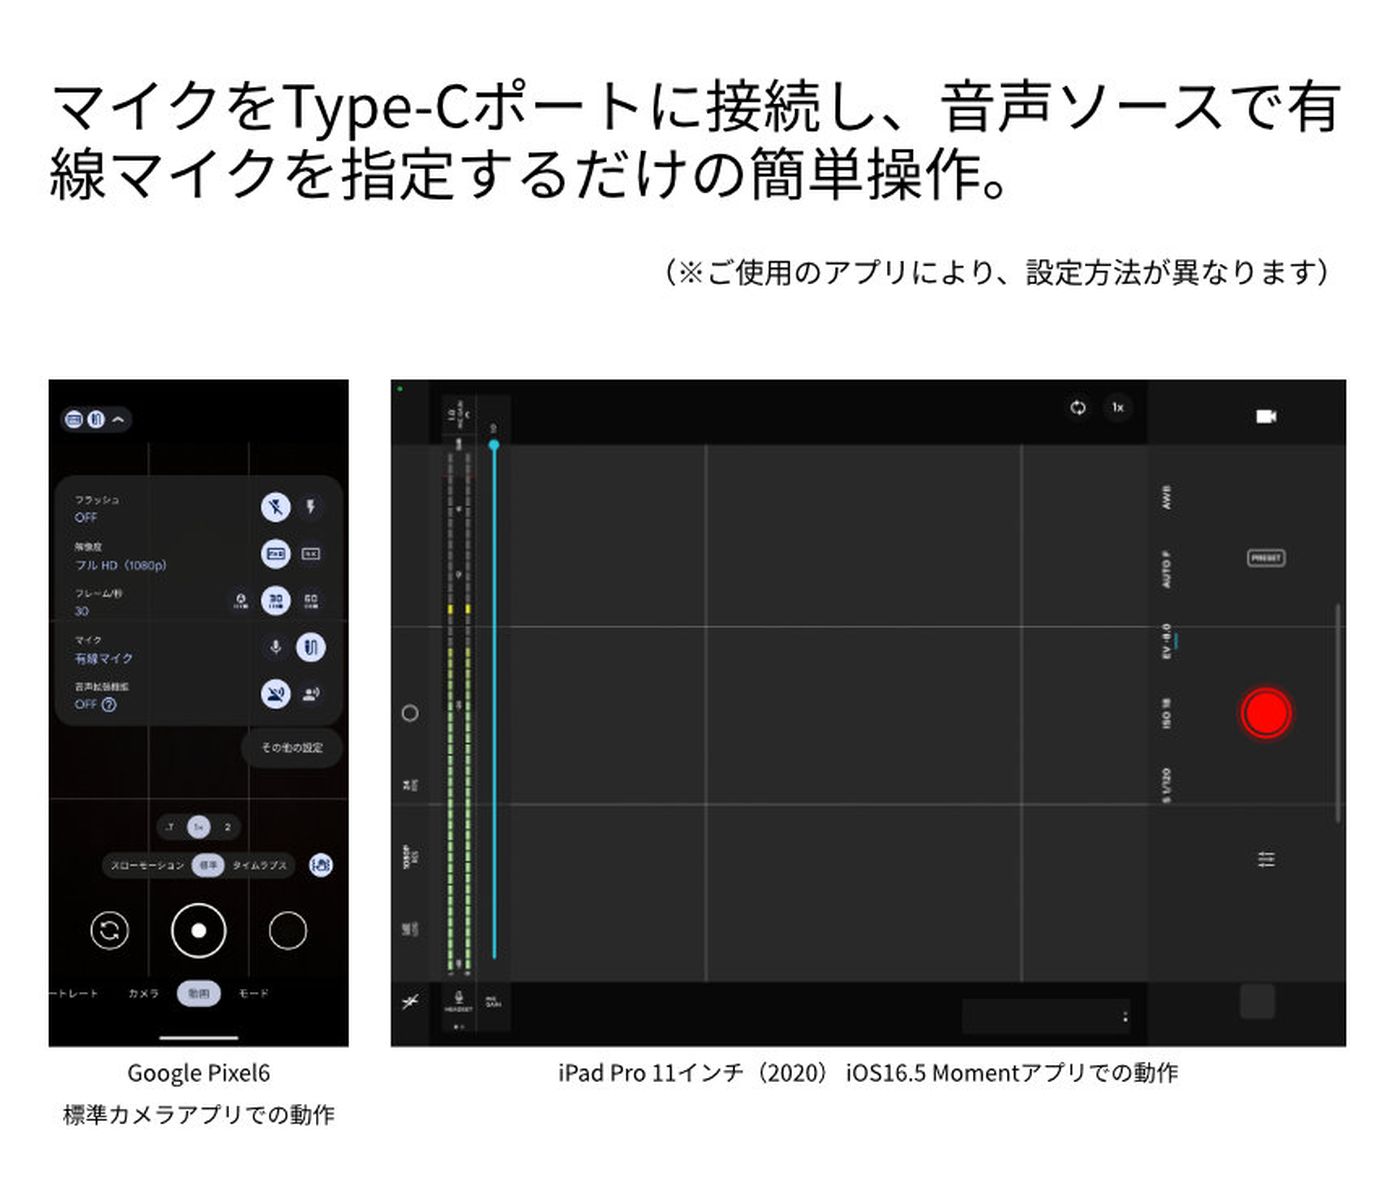 マイクをType-Cポートに接続し、音声ソースで有
線マイクを指定するだけの簡単操作。
（※ご使用のアプリにより、設定方法が異なります）
フラッシュ
OFF
解像度
フル HD（1080p）
フレーム/秒
30
30
60
マイク
有線マイク
音声拡張機能
OFF
その他の設定
.7
1x
2
スローモーション
標準
タイムラプス
ートレート
カメラ
動画
モード
1x
AWB
PRESET
AUTO F
EV -8.0
ISO 18
S 1/120
24
FPS
1080P
RES
LOG
HEADSET
MIC
GAIN
Google Pixel6
標準カメラアプリでの動作
iPad Pro 11インチ（2020） iOS16.5 Momentアプリでの動作